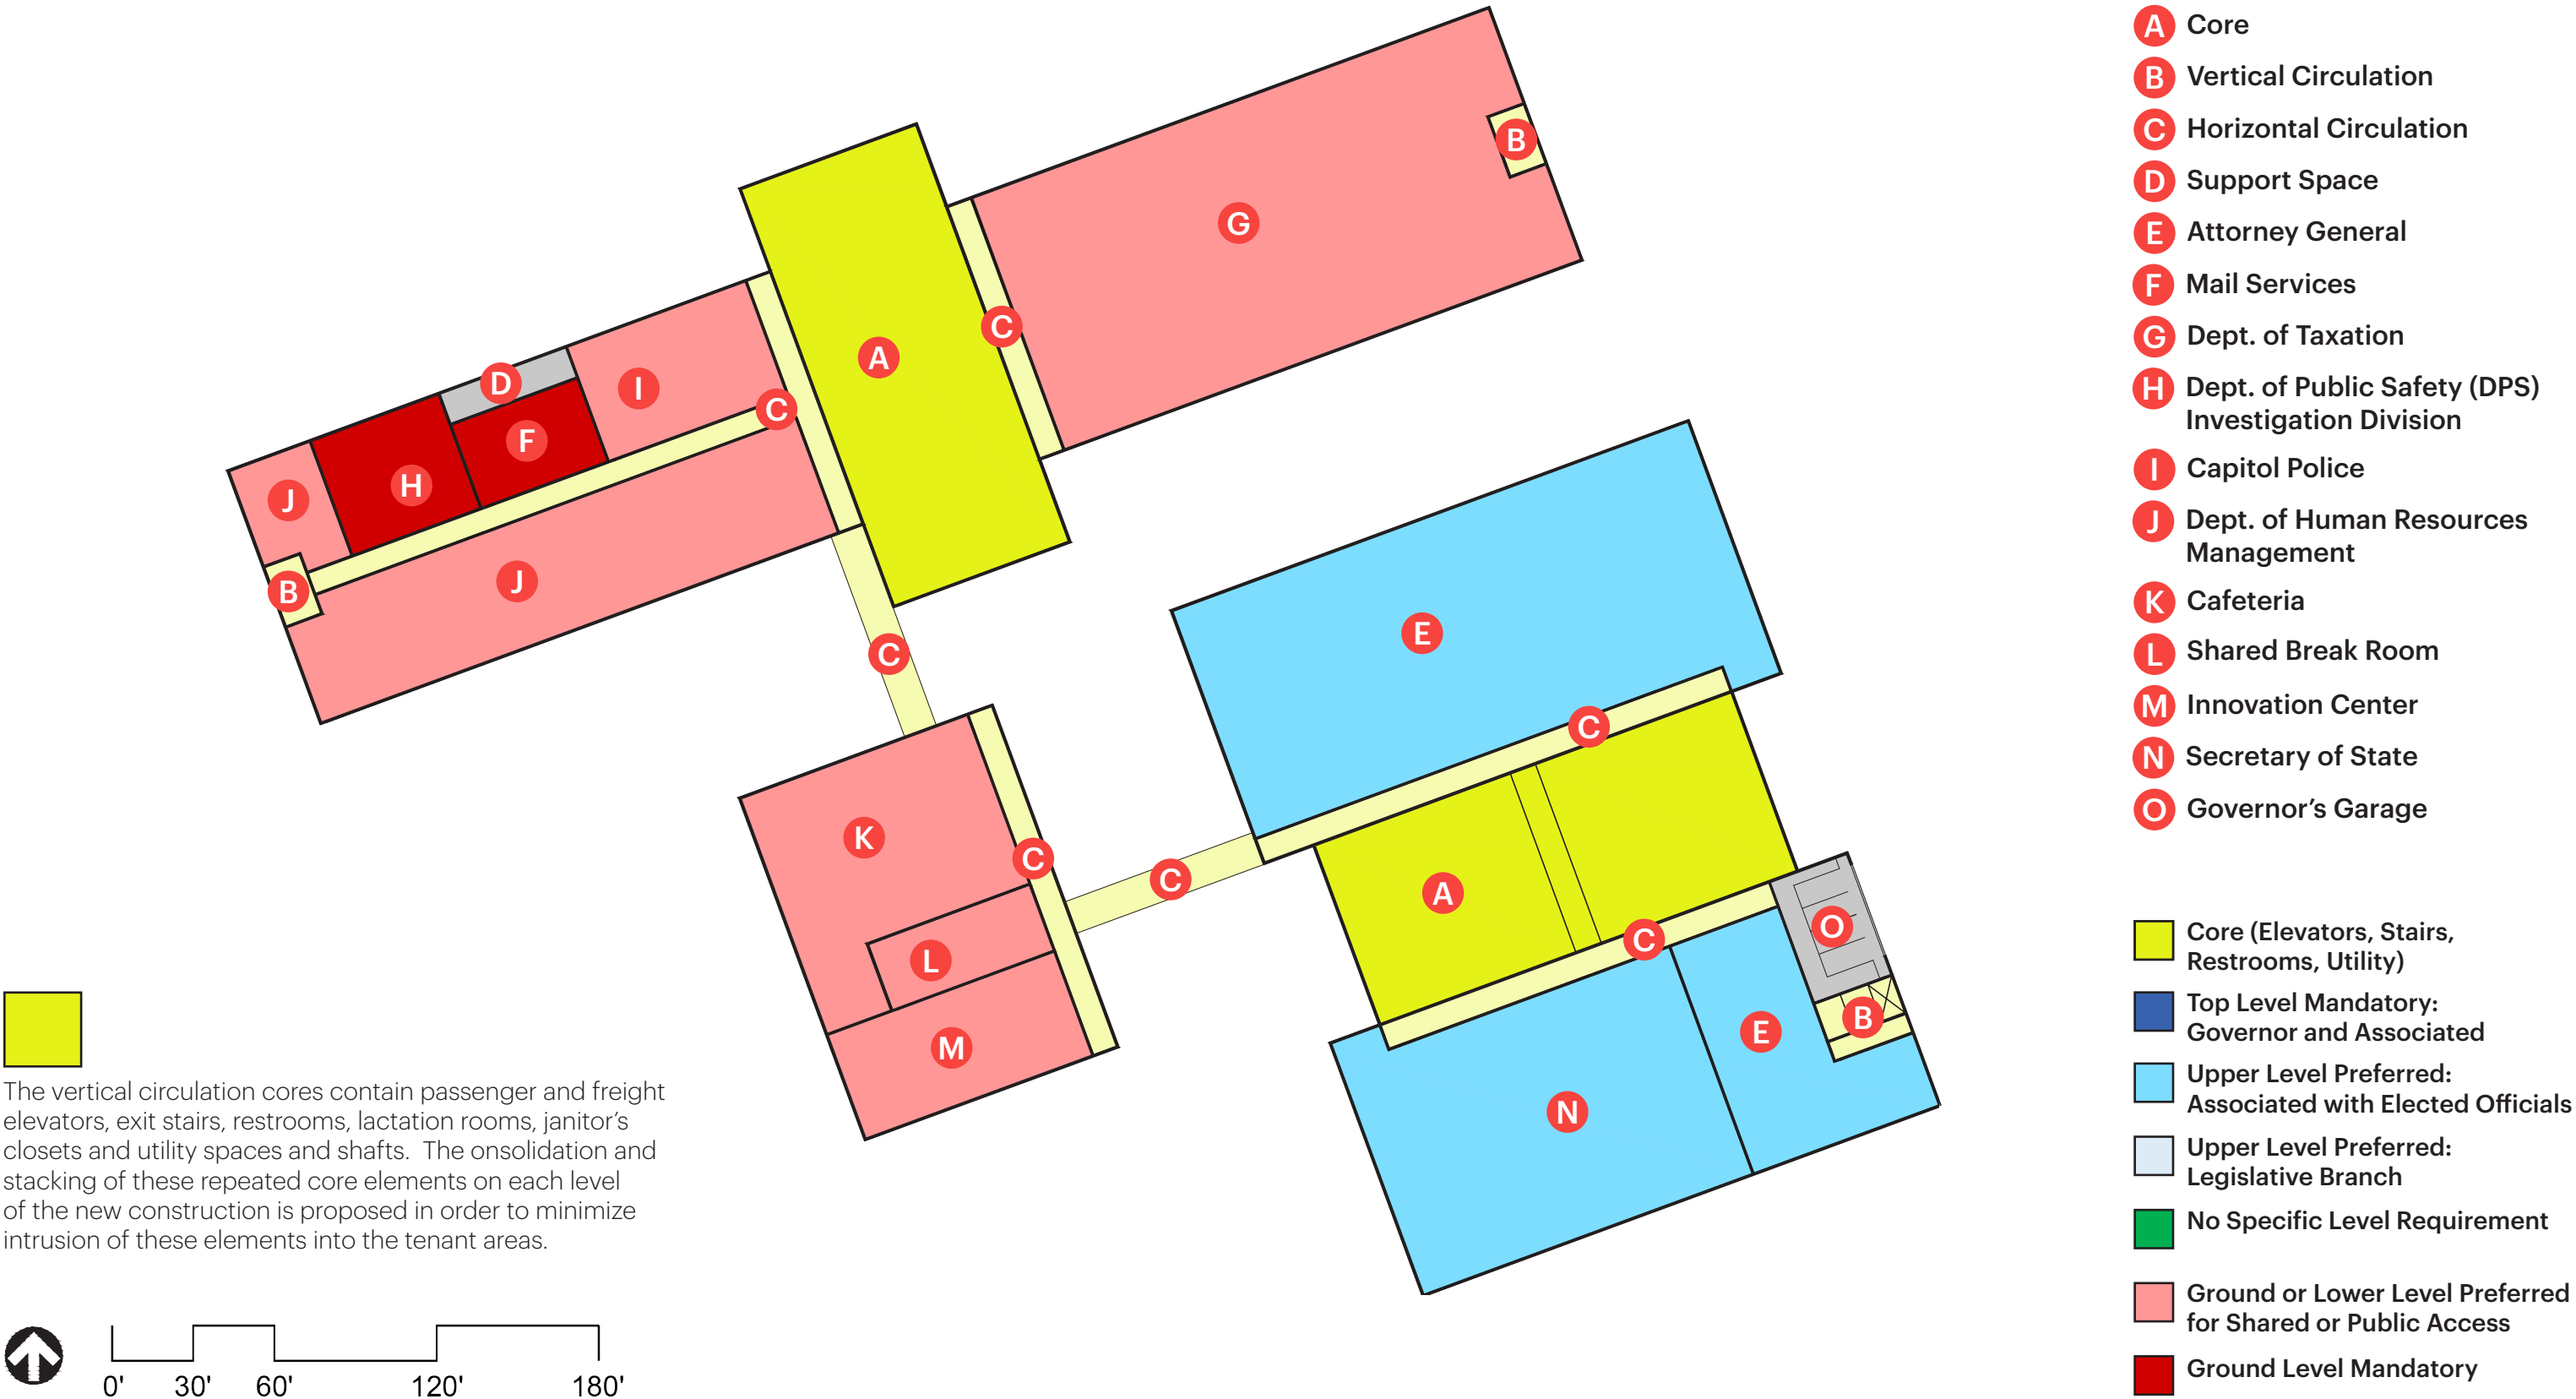 B
G
C
A
D
I
C
F
H
J
J
B
E
C
C
K
C
C
A
L
C
O
M
E
B
N
A Core
B Vertical Circulation
C Horizontal Circulation
D Support Space
E Attorney General
F Mail Services
G Dept. of Taxation
H Dept. of Public Safety (DPS)
Investigation Division
I Capitol Police
J Dept. of Human Resources
Management
K Cafeteria
L Shared Break Room
M Innovation Center
N Secretary of State
O Governor’s Garage
Core (Elevators, Stairs,
Restrooms, Utility)
Top Level Mandatory:
Governor and Associated
Upper Level Preferred:
Associated with Elected Officials
Upper Level Preferred:
Legislative Branch
No Specific Level Requirement
Ground or Lower Level Preferred
for Shared or Public Access
Ground Level Mandatory
The vertical circulation cores contain passenger and freight
elevators, exit stairs, restrooms, lactation rooms, janitor’s
closets and utility spaces and shafts. The onsolidation and
stacking of these repeated core elements on each level
of the new construction is proposed in order to minimize
intrusion of these elements into the tenant areas.
0' 30' 60' 120' 180'